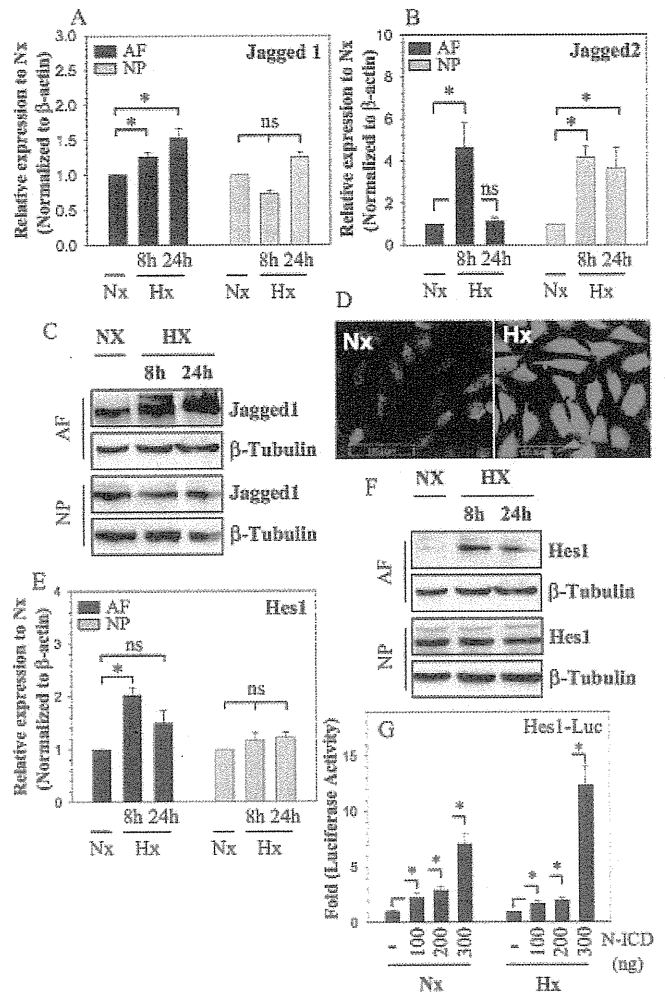 A
Relative expression to Nx
(Normalized to β-actin)
3.0
2.5
2.0
1.5
1.0
0.5
0.0
AF
NP
Jagged 1
*
*
ns
8h 24h
8h 24h
Nx
Hx
Nx
Hx
B
Relative expression to Nx
(Normalized to β-actin)
10
8
6
4
2
0
AF
NP
Jagged2
*
ns
*
*
8h 24h
8h 24h
Nx
Hx
Nx
Hx
C
NX
HX
8h
24h
AF
Jagged1
β-Tubulin
NP
Jagged1
β-Tubulin
D
Nx
Hx
E
Relative expression to Nx
(Normalized to β-actin)
4
3
2
1
0
AF
NP
Hes1
ns
*
ns
8h 24h
8h 24h
Nx
Hx
Nx
Hx
F
NX
HX
8h
24h
AF
Hes1
β-Tubulin
NP
Hes1
β-Tubulin
G
Hes1-Luc
Fold (Luciferase Activity)
15
10
5
0
*
*
*
*
*
*
-
100
200
300
-
100
200
300
N-ICD
(ng)
Nx
Hx